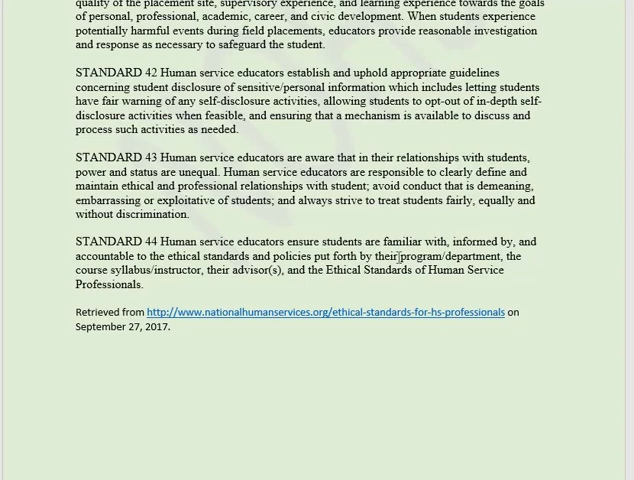 quality of the placement site, supervisory experience, and learning experience towards the goals
of personal, professional, academic, career, and civic development. When students experience
potentially harmful events during field placements, educators provide reasonable investigation
and response as necessary to safeguard the student.
STANDARD 42 Human service educators establish and uphold appropriate guidelines
concerning student disclosure of sensitive/personal information which includes letting students
have fair warning of any self-disclosure activities, allowing students to opt-out of in-depth self-
disclosure activities when feasible, and ensuring that a mechanism is available to discuss and
process such activities as needed.
STANDARD 43 Human service educators are aware that in their relationships with students,
power and status are unequal. Human service educators are responsible to clearly define and
maintain ethical and professional relationships with student; avoid conduct that is demeaning,
embarrassing or exploitative of students; and always strive to treat students fairly, equally and
without discrimination.
STANDARD 44 Human service educators ensure students are familiar with, informed by, and
accountable to the ethical standards and policies put forth by their program/department, the
course syllabus/instructor, their advisor(s), and the Ethical Standards of Human Service
Professionals.
Retrieved from http://www.nationalhumanservices.org/ethical-standards-for-hs-professionals on
September 27, 2017.